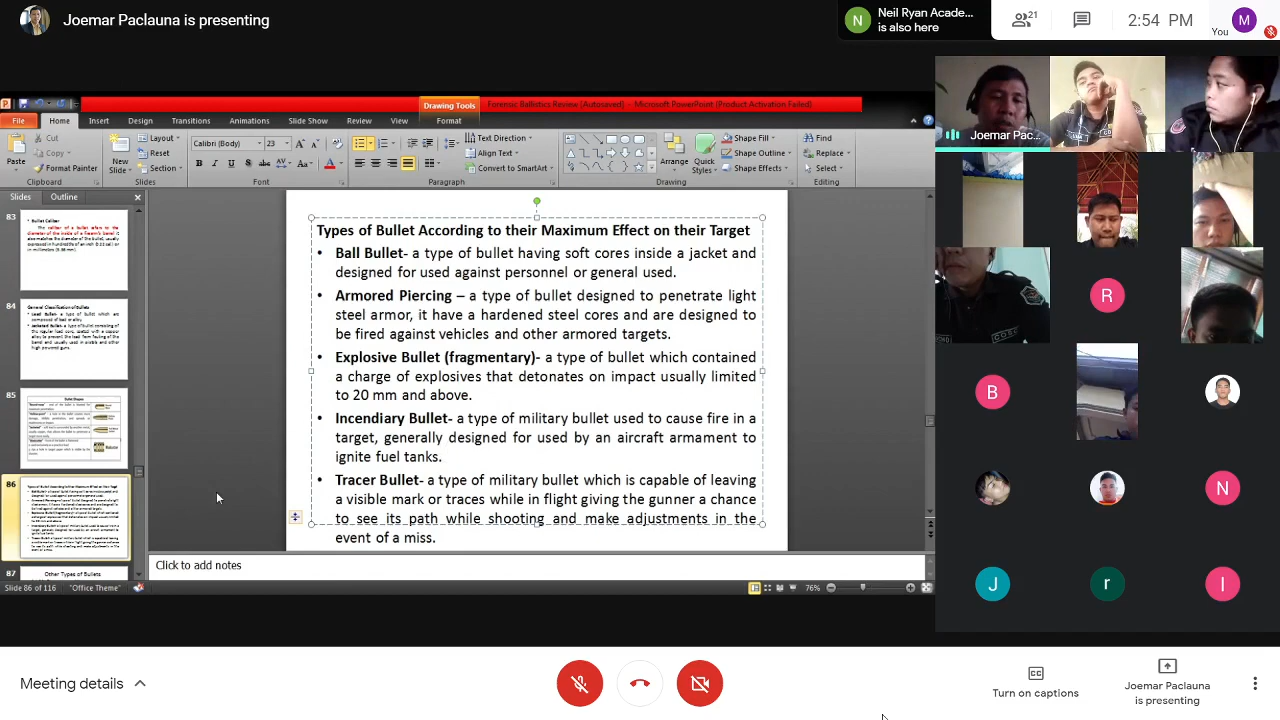 Joemar Paclauna is presenting
Neil Ryan Acade...
is also here
21
2:54 PM
You
M
N
Drawing Tools
Forensic Ballistics Review [Autosaved] - Microsoft PowerPoint (Product Activation Failed)
File
Home
Insert
Design
Transitions
Animations
Slide Show
Review
View
Format
Paste
Cut
Copy
Format Painter
Clipboard
New
Slide
Layout
Reset
Section
Slides
Calibri (Body)
23
Font
Paragraph
Text Direction
Align Text
Convert to SmartArt
Arrange
Quick
Styles
Shape Fill
Shape Outline
Shape Effects
Drawing
Find
Replace
Select
Editing
Slides
Outline
83
Bullet Caliber
84
General Classification of Bullets
85
Bullet Shapes
86
87
Other Types of Bullets
Types of Bullet According to their Maximum Effect on their Target
• Ball Bullet- a type of bullet having soft cores inside a jacket and
designed for used against personnel or general used.
• Armored Piercing – a type of bullet designed to penetrate light
steel armor, it have a hardened steel cores and are designed to
be fired against vehicles and other armored targets.
• Explosive Bullet (fragmentary)- a type of bullet which contained
a charge of explosives that detonates on impact usually limited
to 20 mm and above.
• Incendiary Bullet- a type of military bullet used to cause fire in a
target, generally designed for used by an aircraft armament to
ignite fuel tanks.
• Tracer Bullet- a type of military bullet which is capable of leaving
a visible mark or traces while in flight giving the gunner a chance
to see its path while shooting and make adjustments in the
event of a miss.
Click to add notes
Slide 86 of 116
"Office Theme"
76%
Joemar Pac...
R
B
N
J
r
I
Meeting details
Turn on captions
Joemar Paclauna
is presenting